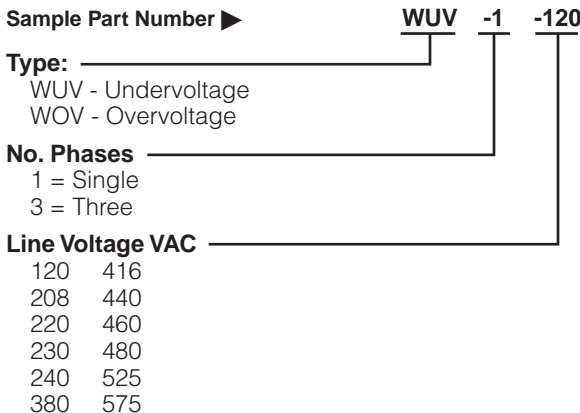 Sample Part Number ▶ WUV -1 -120
Type:
WUV - Undervoltage
WOV - Overvoltage
No. Phases
1 = Single
3 = Three
Line Voltage VAC
120 416
208 440
220 460
230 480
240 525
380 575